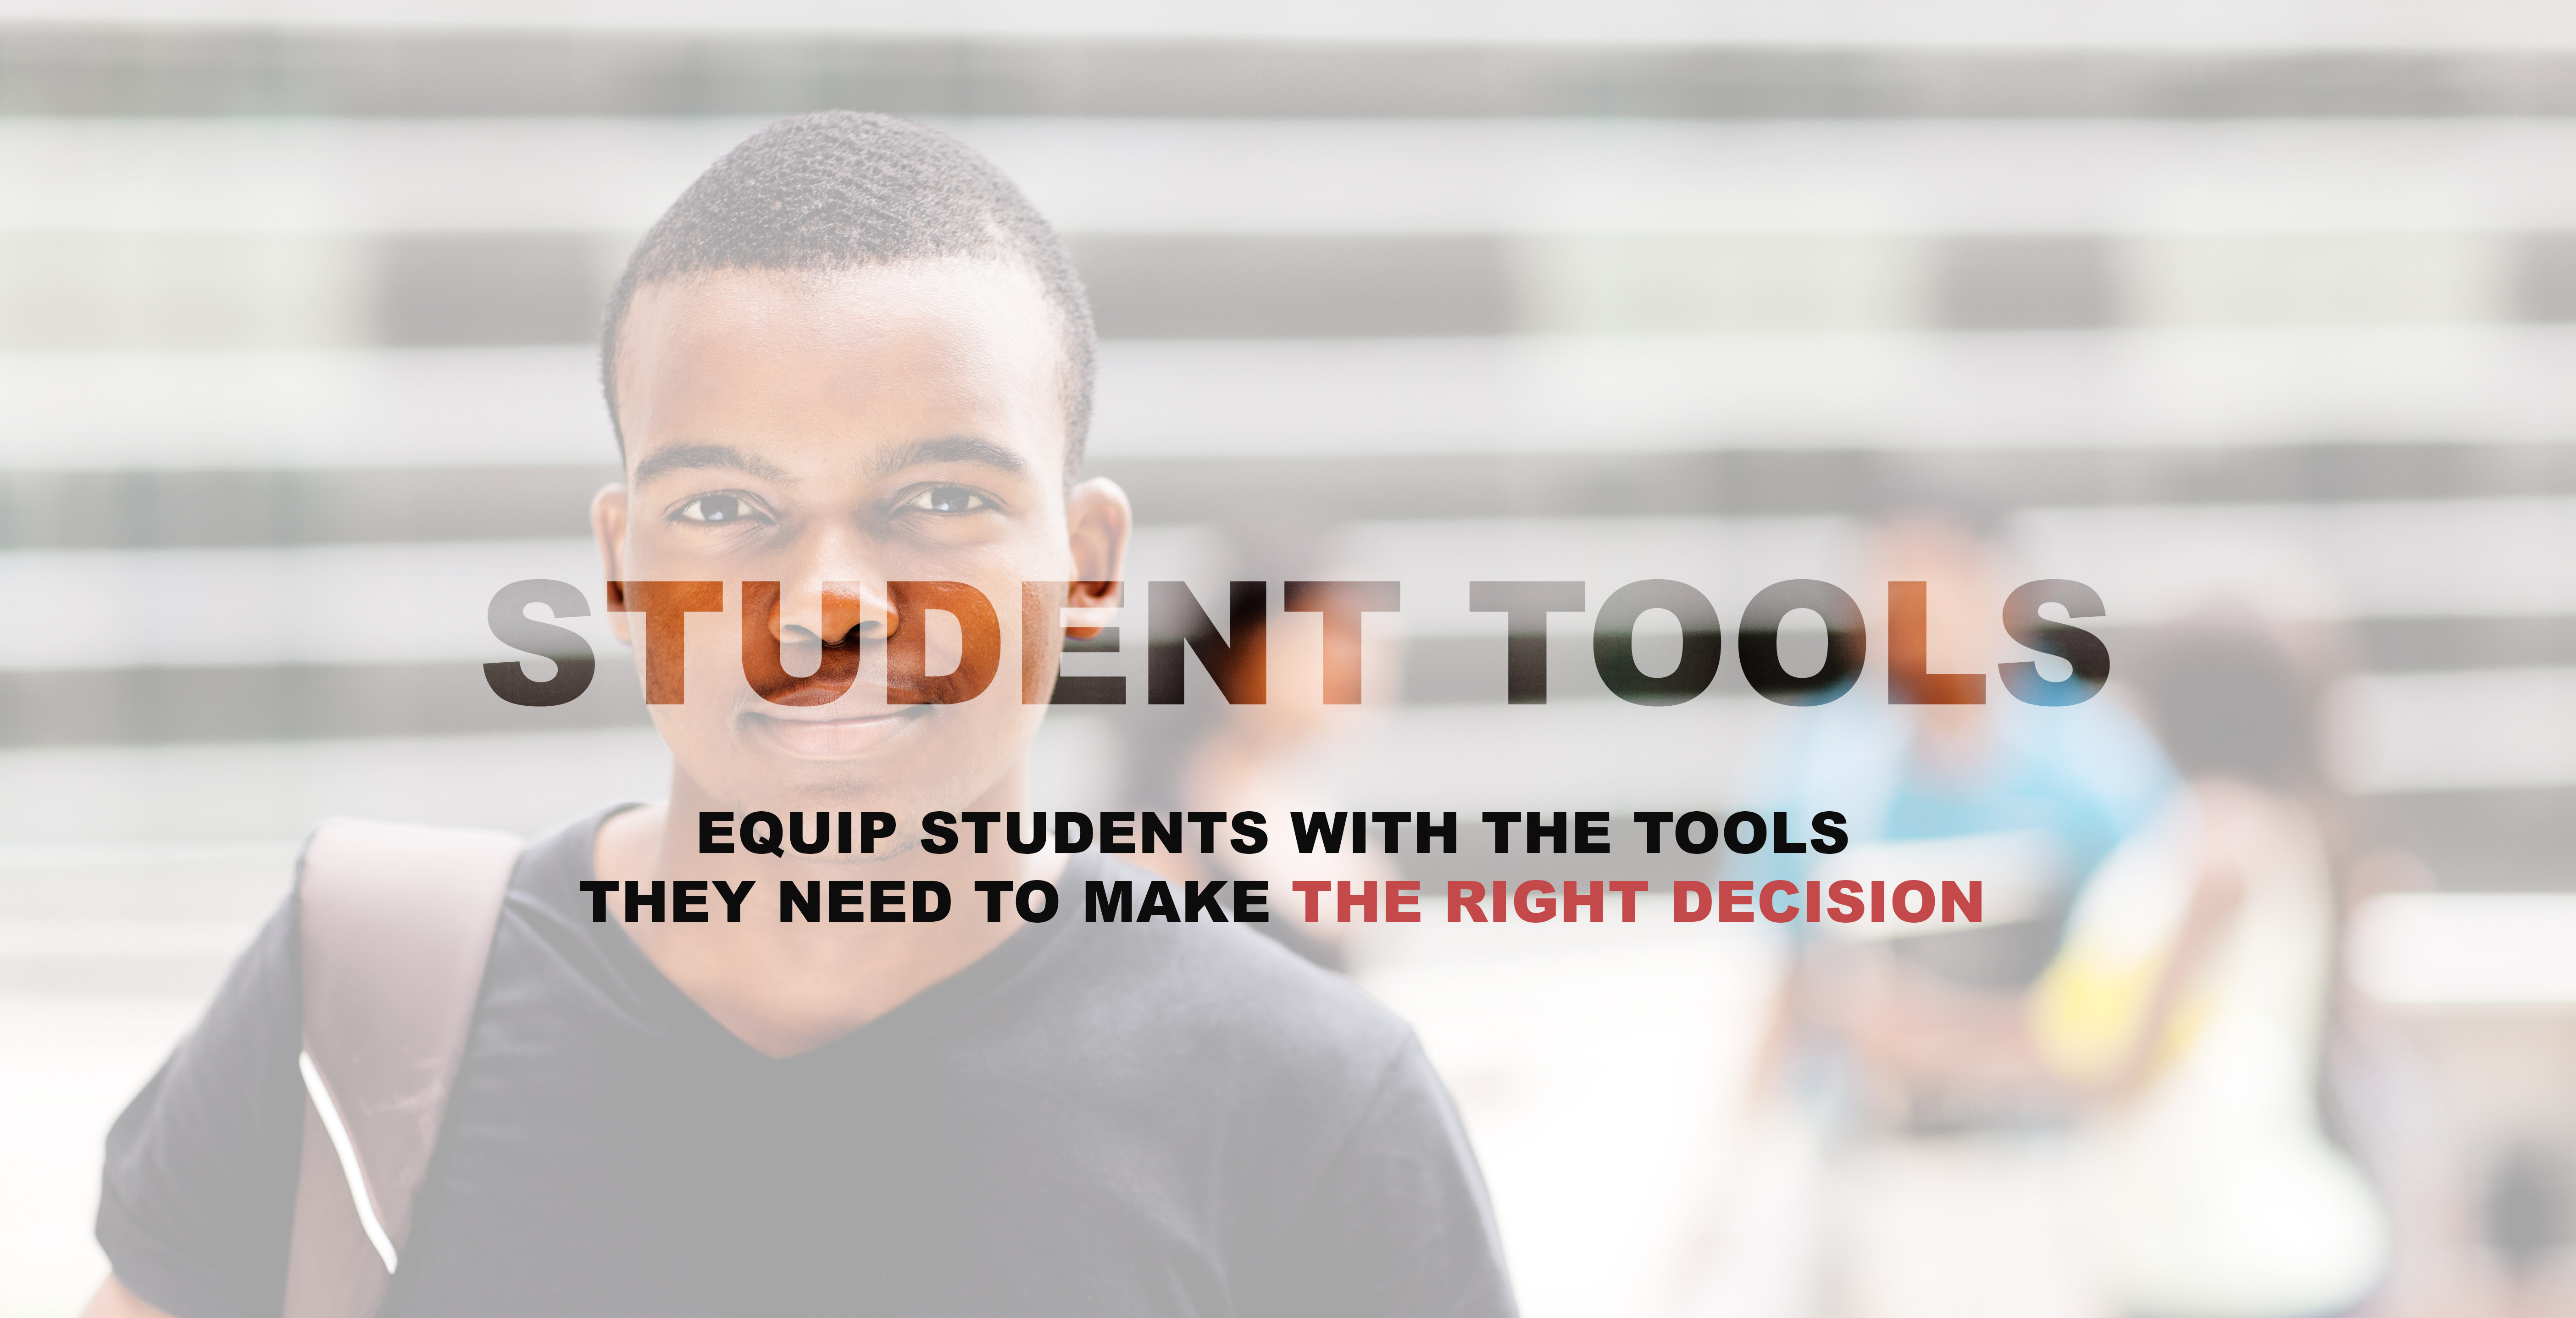 STUDENT TOOLS
EQUIP STUDENTS WITH THE TOOLS
THEY NEED TO MAKE THE RIGHT DECISION